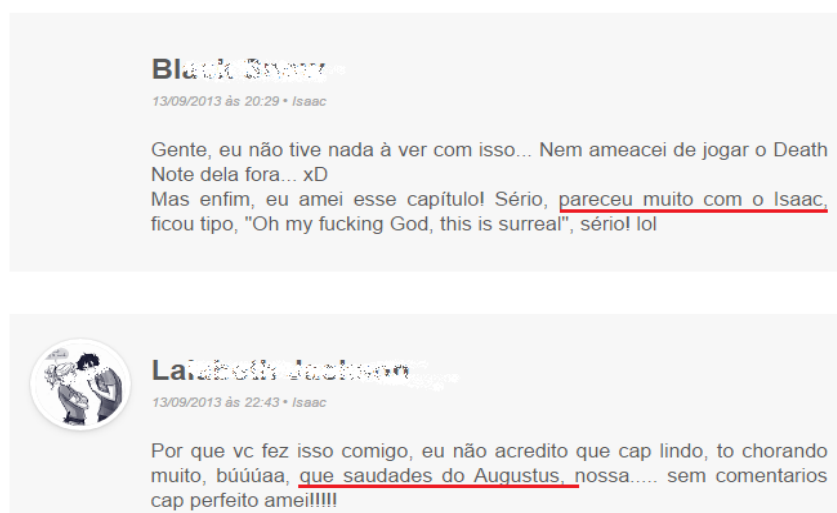 13/09/2013 às 20:29 • Isaac
Gente, eu não tive nada à ver com isso... Nem ameacei de jogar o Death
Note dela fora... xD
Mas enfim, eu amei esse capítulo! Sério, pareceu muito com o Isaac,
ficou tipo, "Oh my fucking God, this is surreal", sério! lol
13/09/2013 às 22:43 • Isaac
Por que vc fez isso comigo, eu não acredito que cap lindo, to chorando
muito, búúúaa, que saudades do Augustus, nossa..... sem comentarios
cap perfeito amei!!!!!